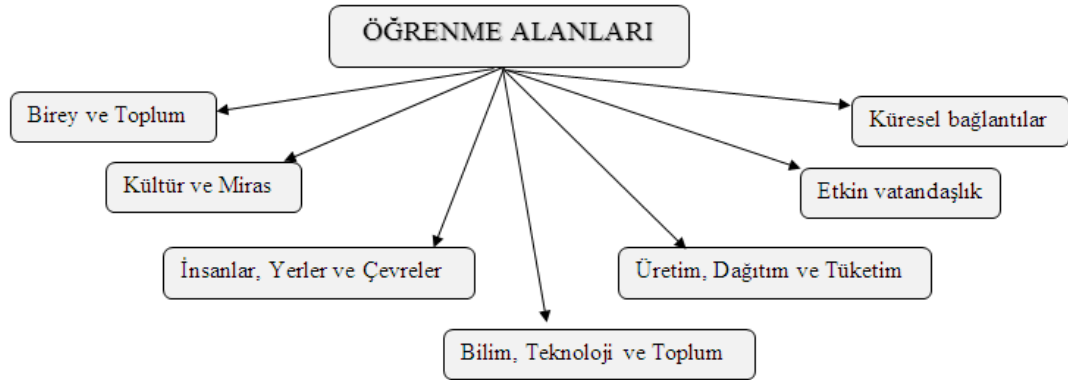 ÖĞRENME ALANLARI
Birey ve Toplum
Küresel bağlantılar
Kültür ve Miras
Etkin vatandaşlık
İnsanlar, Yerler ve Çevreler
Üretim, Dağıtım ve Tüketim
Bilim, Teknoloji ve Toplum